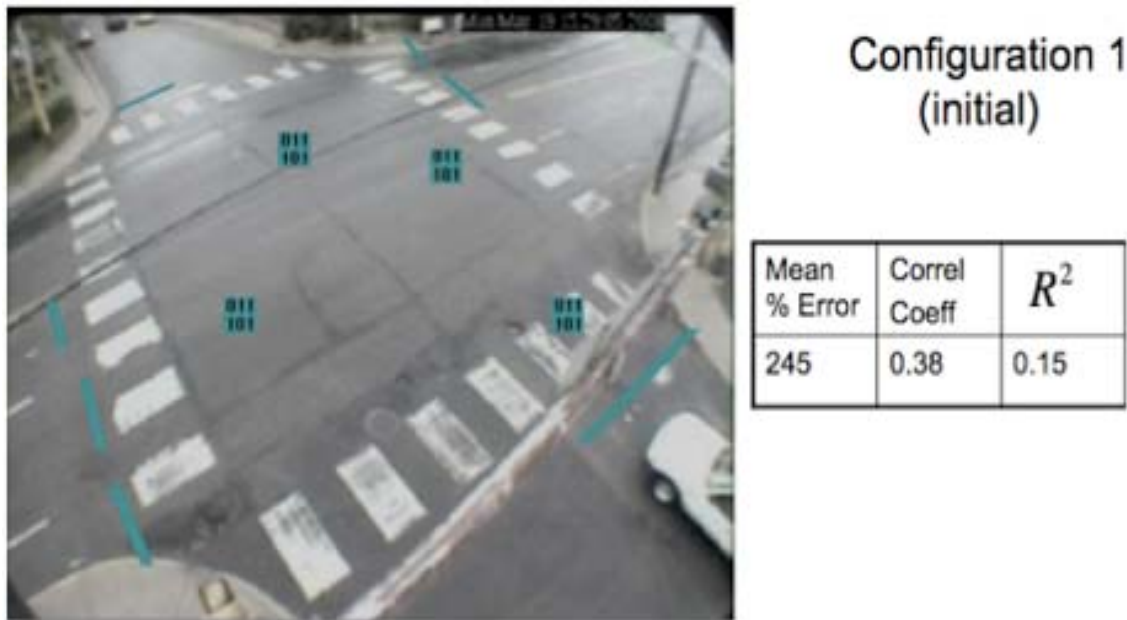 Configuration 1
(initial)
011
101
011
101
011
101
011
101
Mean % Error
Correl Coeff
R²
245
0.38
0.15